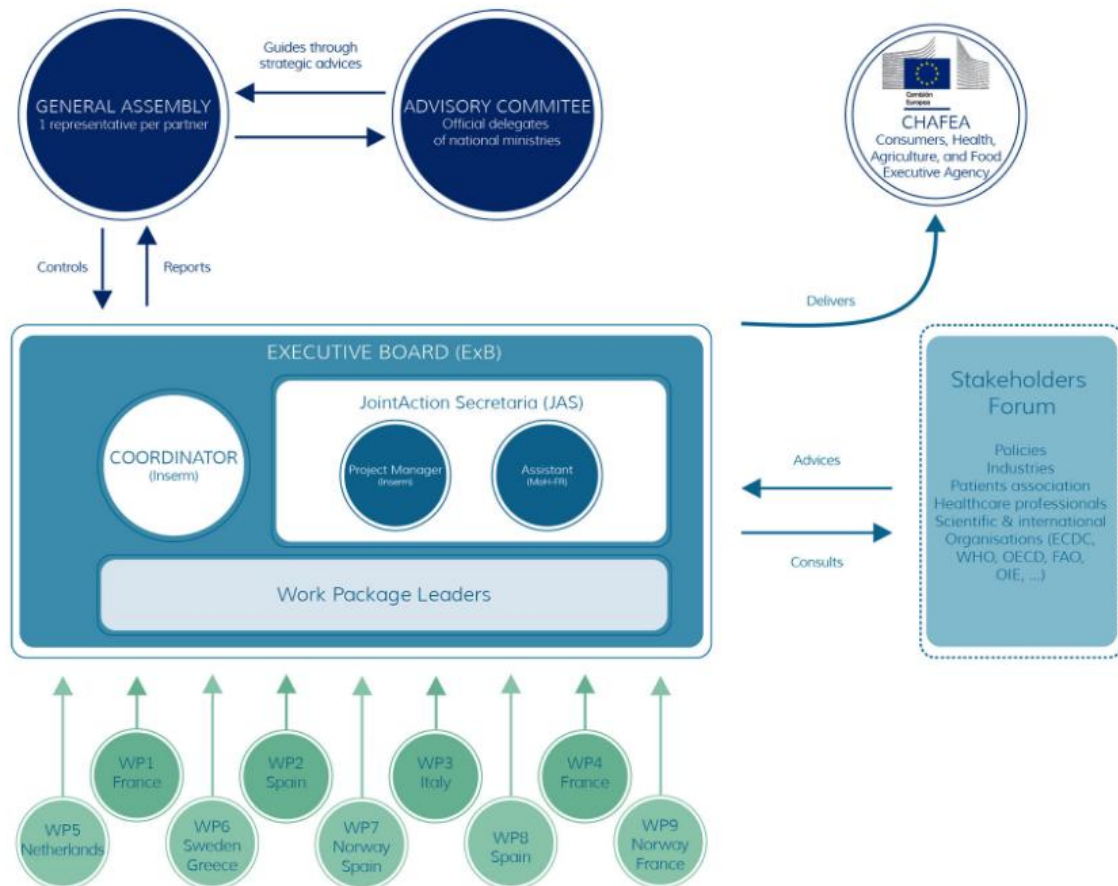 Guides through
strategic advices
GENERAL ASSEMBLY
1 representative per partner
ADVISORY COMMITEE
Official delegates
of national ministries
Comisión
Europea
CHAFEA
Consumers, Health,
Agriculture, and Food
Executive Agency
Controls
Reports
Delivers
EXECUTIVE BOARD (ExB)
JointAction Secretaria (JAS)
COORDINATOR
(Inserm)
Project Manager
(Inserm)
Assistant
(MoH-FR)
Work Package Leaders
Advices
Consults
Stakeholders
Forum
Policies
Industries
Patients association
Healthcare professionals
Scientific & international
Organisations (ECDC,
WHO, OECD, FAO,
OIE, ...)
WP1
France
WP2
Spain
WP3
Italy
WP4
France
WP5
Netherlands
WP6
Sweden
Greece
WP7
Norway
Spain
WP8
Spain
WP9
Norway
France